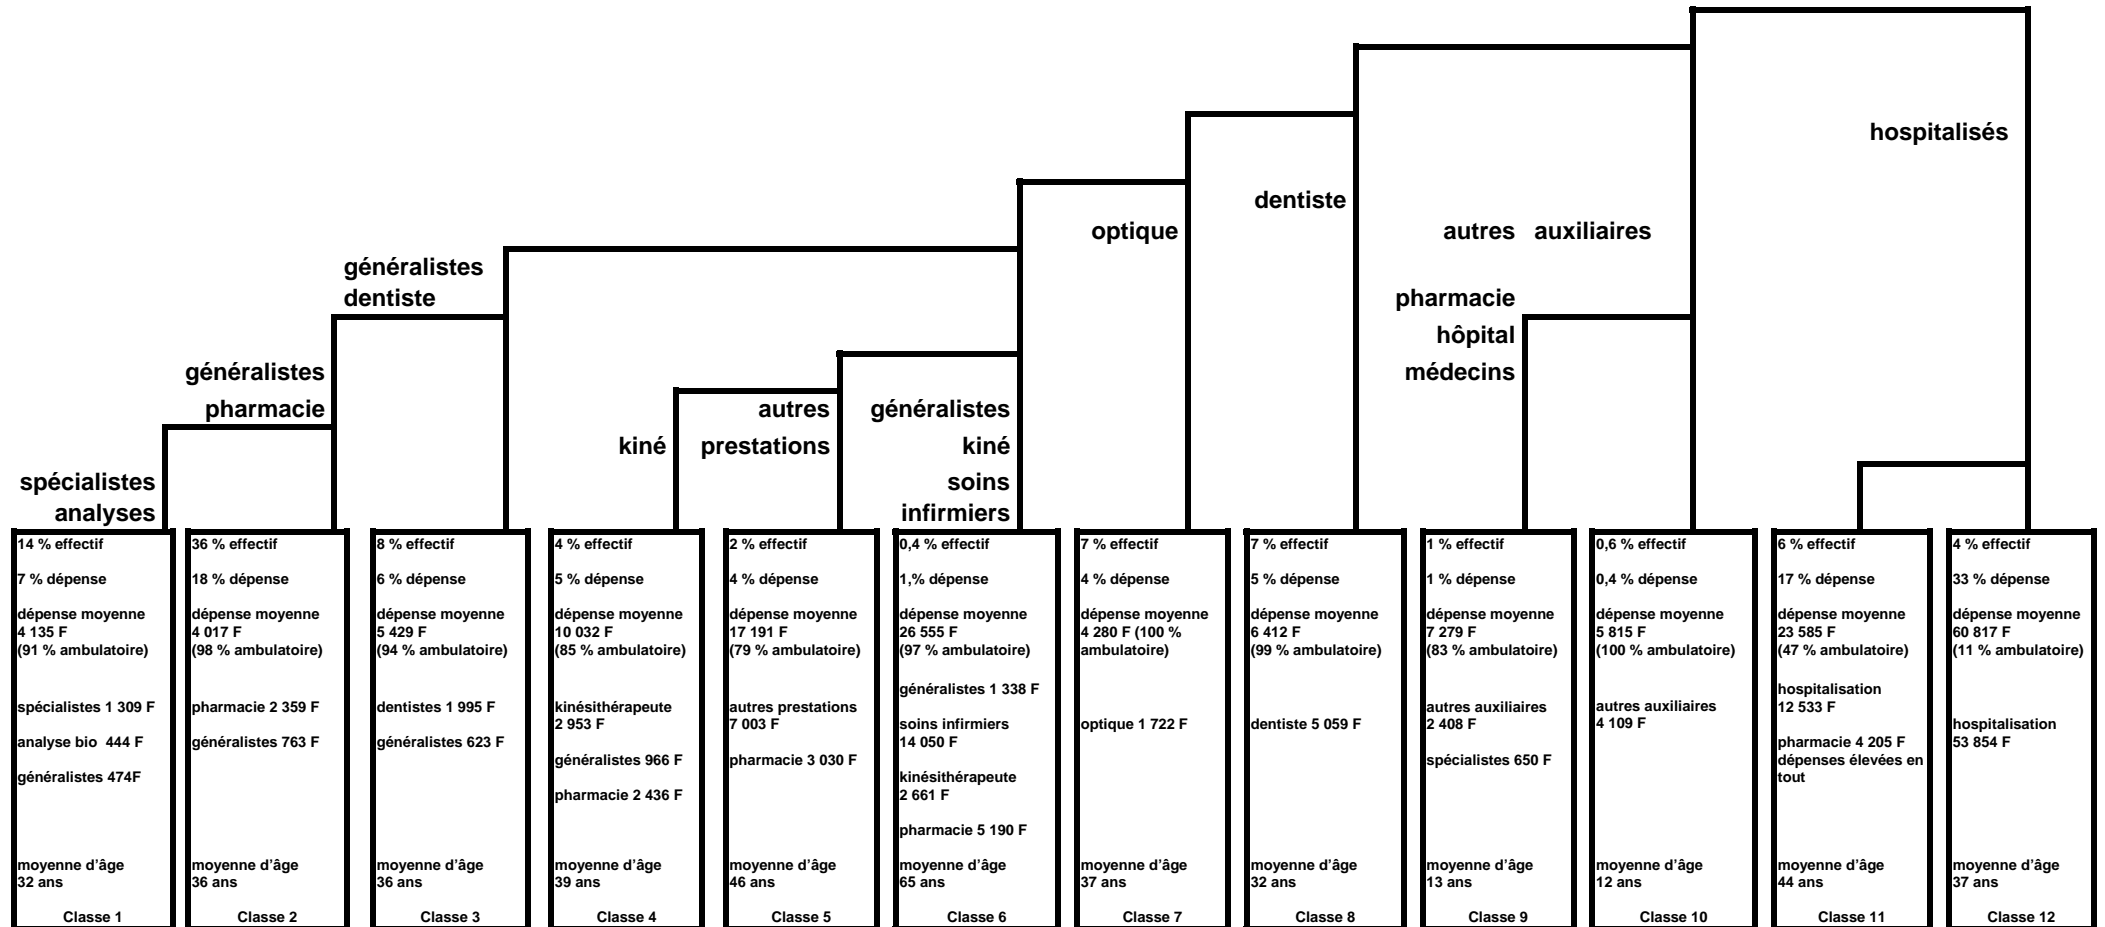 hospitalisés
dentiste
optique
autres auxiliaires
généralistes
dentiste
pharmacie
hôpital
médecins
généralistes
pharmacie
kiné
autres
prestations
généralistes
kiné
soins
infirmiers
spécialistes
analyses
14 % effectif
7 % dépense
dépense moyenne
4 135 F
(91 % ambulatoire)
spécialistes 1 309 F
analyse bio 444 F
généralistes 474F
moyenne d'âge
32 ans
Classe 1
36 % effectif
18 % dépense
dépense moyenne
4 017 F
(98 % ambulatoire)
pharmacie 2 359 F
généralistes 763 F
moyenne d'âge
36 ans
Classe 2
8 % effectif
6 % dépense
dépense moyenne
5 429 F
(94 % ambulatoire)
dentistes 1 995 F
généralistes 623 F
moyenne d'âge
36 ans
Classe 3
4 % effectif
5 % dépense
dépense moyenne
10 032 F
(85 % ambulatoire)
kinésithérapeute
2 953 F
généralistes 966 F
pharmacie 2 436 F
moyenne d'âge
39 ans
Classe 4
2 % effectif
4 % dépense
dépense moyenne
17 191 F
(79 % ambulatoire)
autres prestations
7 003 F
pharmacie 3 030 F
moyenne d'âge
46 ans
Classe 5
0,4 % effectif
1,% dépense
dépense moyenne
26 555 F
(97 % ambulatoire)
généralistes 1 338 F
soins infirmiers
14 050 F
kinésithérapeute
2 661 F
pharmacie 5 190 F
moyenne d'âge
65 ans
Classe 6
7 % effectif
4 % dépense
dépense moyenne
4 280 F (100 %
ambulatoire)
optique 1 722 F
moyenne d'âge
37 ans
Classe 7
7 % effectif
5 % dépense
dépense moyenne
6 412 F
(99 % ambulatoire)
dentiste 5 059 F
moyenne d'âge
32 ans
Classe 8
1 % effectif
1 % dépense
dépense moyenne
7 279 F
(83 % ambulatoire)
autres auxiliaires
2 408 F
spécialistes 650 F
moyenne d'âge
13 ans
Classe 9
0,6 % effectif
0,4 % dépense
dépense moyenne
5 815 F
(100 % ambulatoire)
autres auxiliaires
4 109 F
moyenne d'âge
12 ans
Classe 10
6 % effectif
17 % dépense
dépense moyenne
23 585 F
(47 % ambulatoire)
hospitalisation
12 533 F
pharmacie 4 205 F
dépenses élevées en
tout
moyenne d'âge
44 ans
Classe 11
4 % effectif
33 % dépense
dépense moyenne
60 817 F
(11 % ambulatoire)
hospitalisation
53 854 F
moyenne d'âge
37 ans
Classe 12